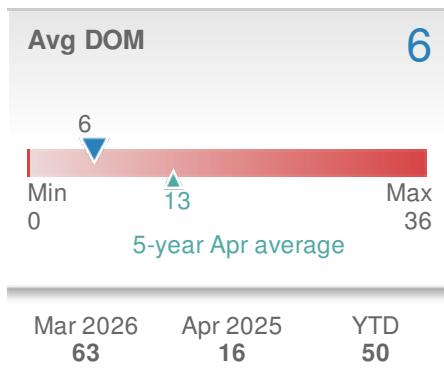 Avg DOM 6
6
Min Max
0 13 36
5-year Apr average
Mar 2026 Apr 2025 YTD
63 16 50